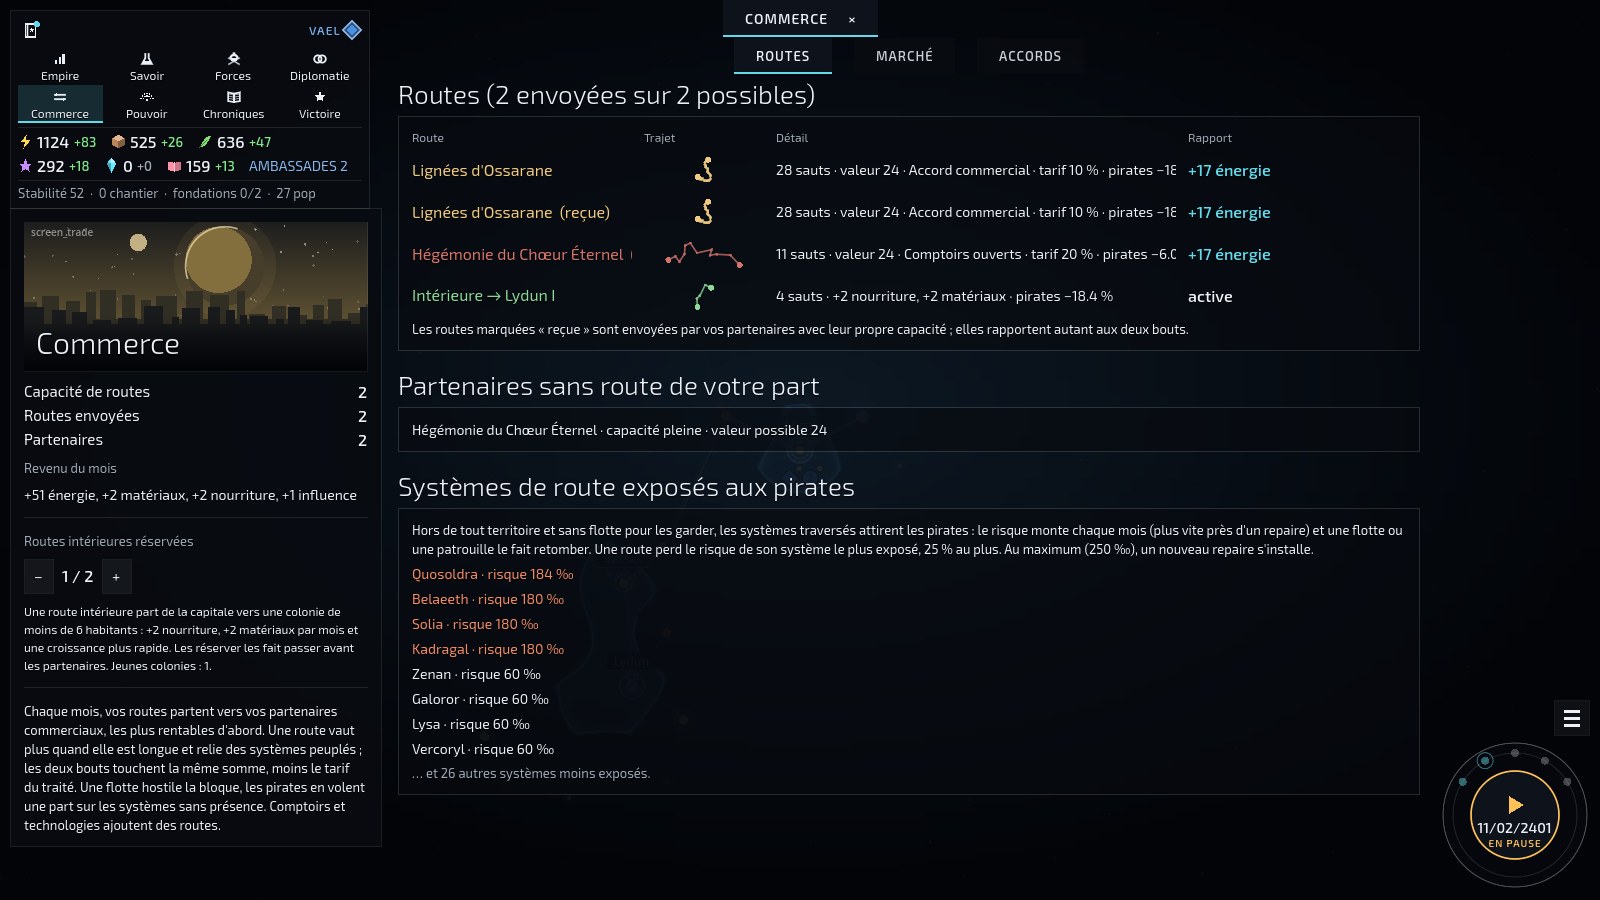 VAEL
Empire
Savoir
Forces
Diplomatie
Commerce
Pouvoir
Chroniques
Victoire
1124 +83 525 +26 636 +47
292 +18 0 +0 159 +13 AMBASSADES 2
Stabilité 52 · 0 chantier · fondations 0/2 · 27 pop
screen_trade
Commerce
Capacité de routes 2
Routes envoyées 2
Partenaires 2
Revenu du mois
+51 énergie, +2 matériaux, +2 nourriture, +1 influence
Routes intérieures réservées
− 1 / 2 +
Une route intérieure part de la capitale vers une colonie de
moins de 6 habitants : +2 nourriture, +2 matériaux par mois et
une croissance plus rapide. Les réserver les fait passer avant
les partenaires. Jeunes colonies : 1.
Chaque mois, vos routes partent vers vos partenaires
commerciaux, les plus rentables d'abord. Une route vaut
plus quand elle est longue et relie des systèmes peuplés ;
les deux bouts touchent la même somme, moins le tarif
du traité. Une flotte hostile la bloque, les pirates en volent
une part sur les systèmes sans présence. Comptoirs et
technologies ajoutent des routes.
COMMERCE ×
ROUTES
MARCHÉ
ACCORDS
Routes (2 envoyées sur 2 possibles)
Route Trajet Détail Rapport
Lignées d'Ossarane 28 sauts · valeur 24 · Accord commercial · tarif 10 % · pirates −18 +17 énergie
Lignées d'Ossarane (reçue) 28 sauts · valeur 24 · Accord commercial · tarif 10 % · pirates −18 +17 énergie
Hégémonie du Chœur Éternel ( 11 sauts · valeur 24 · Comptoirs ouverts · tarif 20 % · pirates −6.0 +17 énergie
Intérieure → Lydun I 4 sauts · +2 nourriture, +2 matériaux · pirates −18.4 % active
Les routes marquées « reçue » sont envoyées par vos partenaires avec leur propre capacité ; elles rapportent autant aux deux bouts.
Partenaires sans route de votre part
Hégémonie du Chœur Éternel · capacité pleine · valeur possible 24
Systèmes de route exposés aux pirates
Hors de tout territoire et sans flotte pour les garder, les systèmes traversés attirent les pirates : le risque monte chaque mois (plus vite près d'un repaire) et une flotte ou
une patrouille le fait retomber. Une route perd le risque de son système le plus exposé, 25 % au plus. Au maximum (250 ‰), un nouveau repaire s'installe.
Quosoldra · risque 184 ‰
Belaeeth · risque 180 ‰
Solia · risque 180 ‰
Kadragal · risque 180 ‰
Zenan · risque 60 ‰
Galoror · risque 60 ‰
Lysa · risque 60 ‰
Vercoryl · risque 60 ‰
… et 26 autres systèmes moins exposés.
Lydun
11/02/2401
EN PAUSE